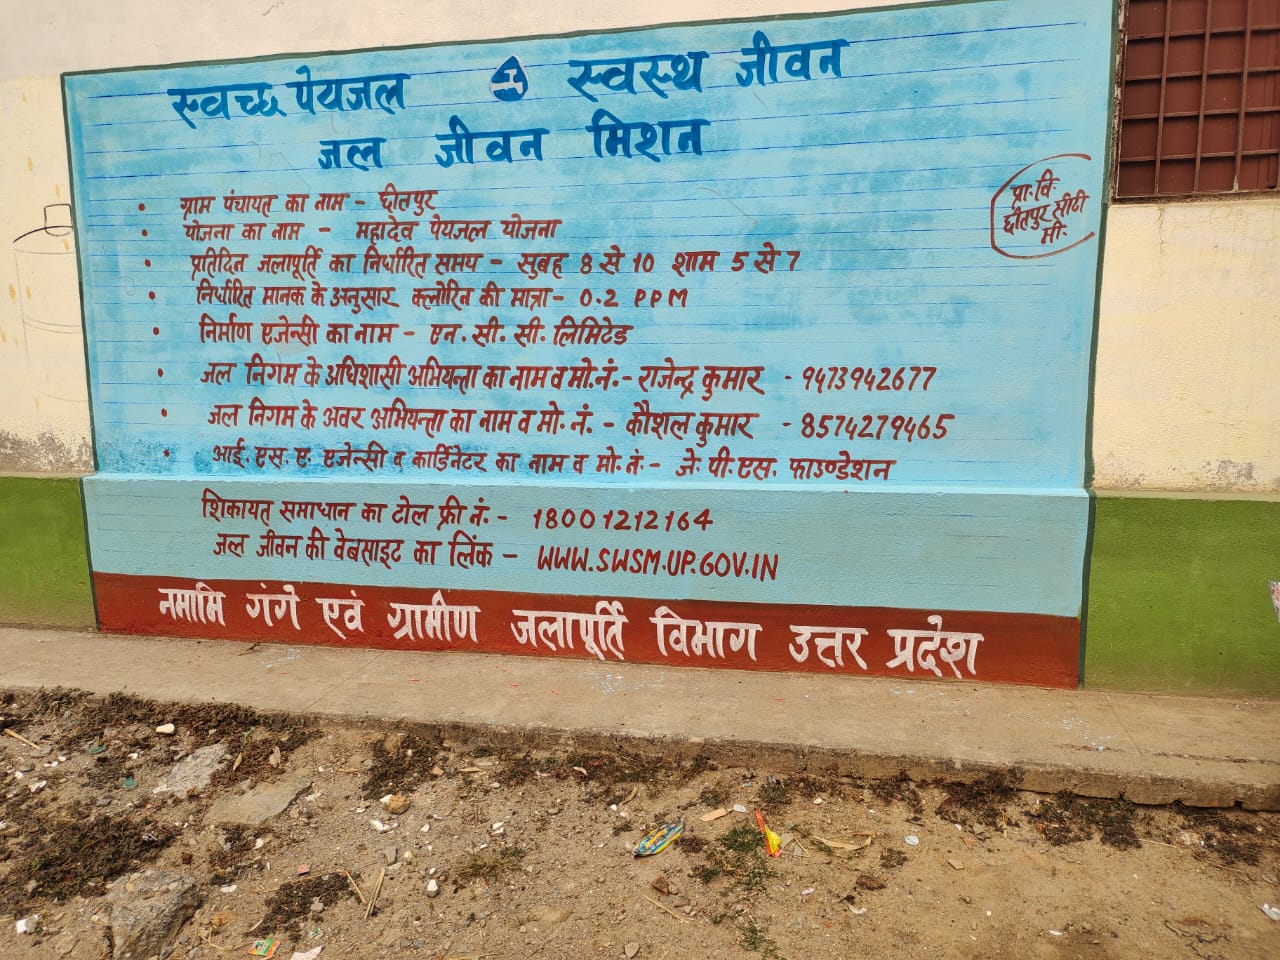 स्वच्छ पेयजल स्वस्थ जीवन
जल जीवन मिशन
प्रा. वि.
छीतपुर सीटी
मी.
• ग्राम पंचायत का नाम - छीतपुर
• योजना का नाम - महादेव पेयजल योजना
• प्रतिदिन जलापूर्ति का निर्धारित समय - सुबह 8 से 10 शाम 5 से 7
• निर्धारित मानक के अनुसार क्लोरिन की मात्रा - 0.2 PPM
• निर्माण एजेन्सी का नाम - एन. सी. सी. लिमिटेड
• जल निगम के अधिशासी अभियन्ता का नाम व मो. नं. - राजेन्द्र कुमार - 9473942677
• जल निगम के अवर अभियन्ता का नाम व मो. नं. - कौशल कुमार - 8574279465
• आई. एस. ए. एजेन्सी व कार्डिनेटर का नाम व मो. नं. - जे. पी. एस. फाउण्डेशन
शिकायत समाधान का टोल फ्री नं. - 18001212164
जल जीवन की वेबसाइट का लिंक - WWW.SWSM.UP.GOV.IN
नमामि गंगे एवं ग्रामीण जलापूर्ति विभाग उत्तर प्रदेश